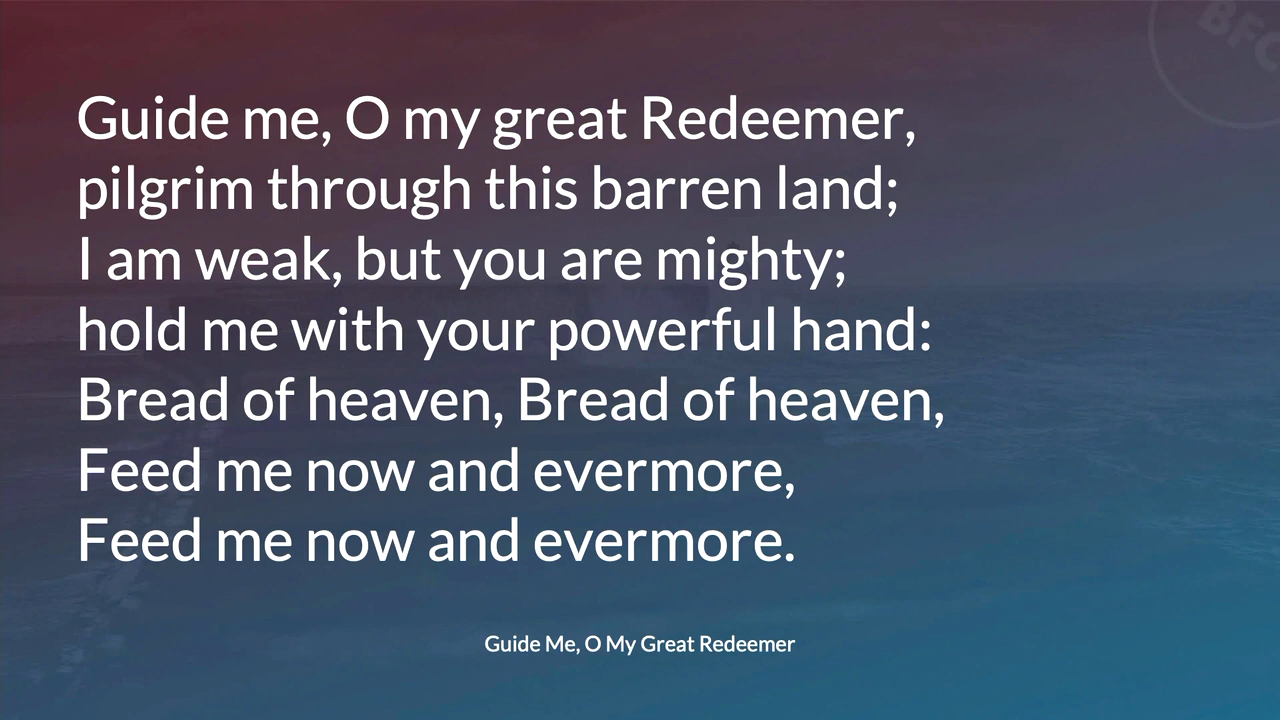 BFC
Guide me, O my great Redeemer,
pilgrim through this barren land;
I am weak, but you are mighty;
hold me with your powerful hand:
Bread of heaven, Bread of heaven,
Feed me now and evermore,
Feed me now and evermore.
Guide Me, O My Great Redeemer